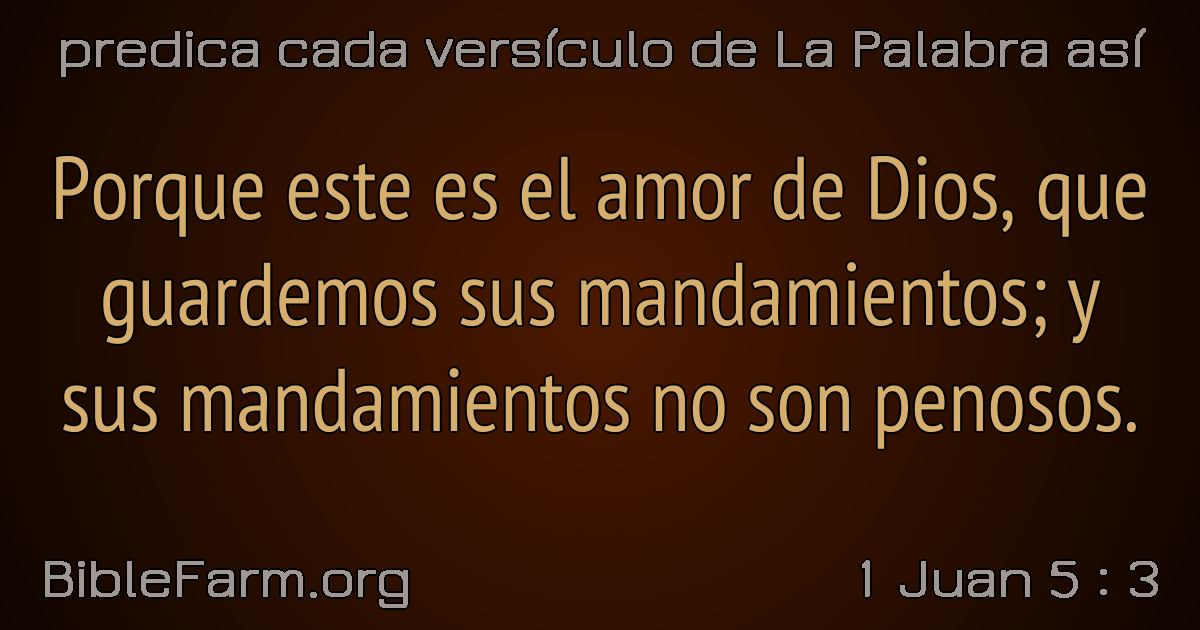 predica cada versículo de La Palabra así
Porque este es el amor de Dios, que
guardemos sus mandamientos; y
sus mandamientos no son penosos.
BibleFarm.org
1 Juan 5 : 3